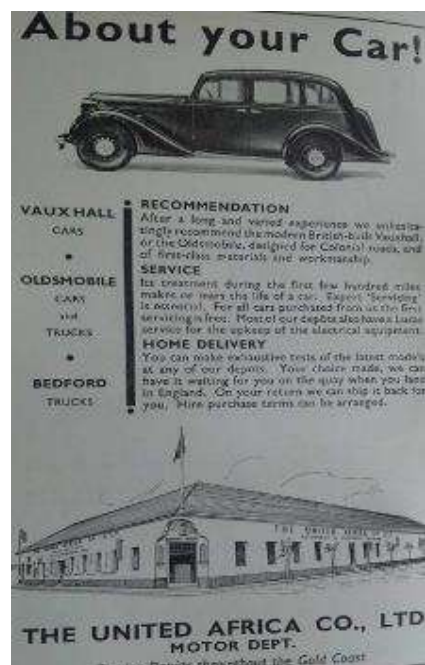 About your Car!
VAUXHALL
CARS
OLDSMOBILE
CARS
and
TRUCKS
BEDFORD
TRUCKS
RECOMMENDATION
After a long and varied experience we unhesita-
tingly recommend the modern British-built Vauxhall,
or the Oldsmobile, designed for Colonial roads, and
of first-class materials and workmanship.
SERVICE
Its treatment during the first few hundred miles
makes or mars the life of a car. Expert "Servicing"
is essential. For all cars purchased from us the first
servicing is free. Most of our depots also have a Lucas
service for the upkeep of the electrical equipment.
HOME DELIVERY
You can make exhaustive tests of the latest models
at any of our depots. Your choice made, we can
have it waiting for you on the quay when you land
in England. On your return we can ship it back for
you. Hire purchase terms can be arranged.
THE UNITED AFRICA
THE UNITED AFRICA CO., LTD
MOTOR DEPT.
Depots throughout the Gold Coast